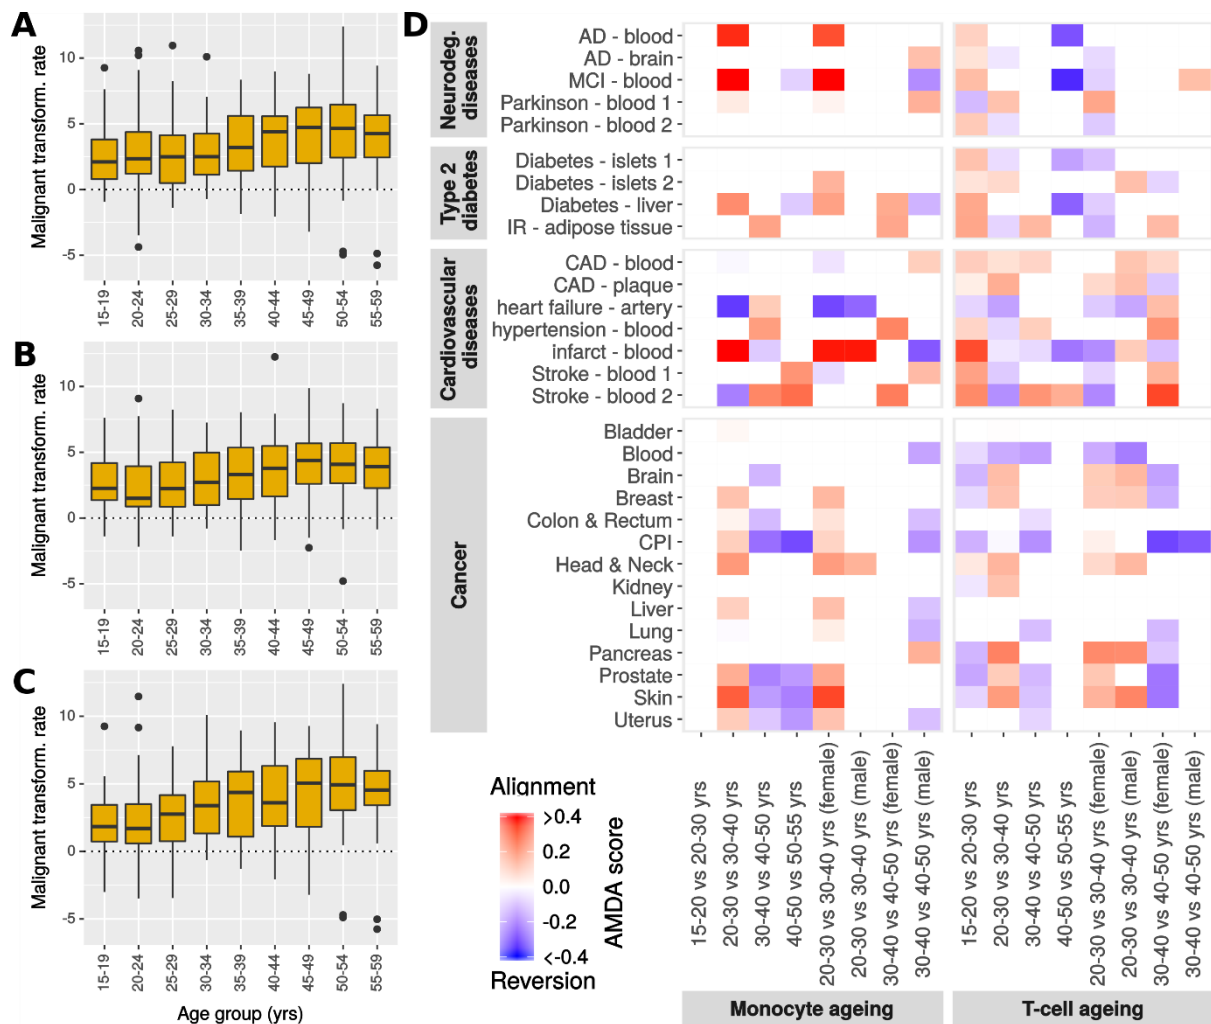 A
Malignant transform. rate
10
5
0
-5
15-19
20-24
25-29
30-34
35-39
40-44
45-49
50-54
55-59
B
Malignant transform. rate
10
5
0
-5
15-19
20-24
25-29
30-34
35-39
40-44
45-49
50-54
55-59
C
Malignant transform. rate
10
5
0
-5
15-19
20-24
25-29
30-34
35-39
40-44
45-49
50-54
55-59
Age group (yrs)
D
Neurodeg.
diseases
AD - blood
AD - brain
MCI - blood
Parkinson - blood 1
Parkinson - blood 2
Type 2
diabetes
Diabetes - islets 1
Diabetes - islets 2
Diabetes - liver
IR - adipose tissue
Cardiovascular
diseases
CAD - blood
CAD - plaque
heart failure - artery
hypertension - blood
infarct - blood
Stroke - blood 1
Stroke - blood 2
Cancer
Bladder
Blood
Brain
Breast
Colon & Rectum
CPI
Head & Neck
Kidney
Liver
Lung
Pancreas
Prostate
Skin
Uterus
Alignment
>0.4
0.2
0.0
-0.2
<-0.4
AMDA score
Reversion
15-20 vs 20-30 yrs
20-30 vs 30-40 yrs
30-40 vs 40-50 yrs
40-50 vs 50-55 yrs
20-30 vs 30-40 yrs (female)
20-30 vs 30-40 yrs (male)
30-40 vs 40-50 yrs (female)
30-40 vs 40-50 yrs (male)
Monocyte ageing
15-20 vs 20-30 yrs
20-30 vs 30-40 yrs
30-40 vs 40-50 yrs
40-50 vs 50-55 yrs
20-30 vs 30-40 yrs (female)
20-30 vs 30-40 yrs (male)
30-40 vs 40-50 yrs (female)
30-40 vs 40-50 yrs (male)
T-cell ageing